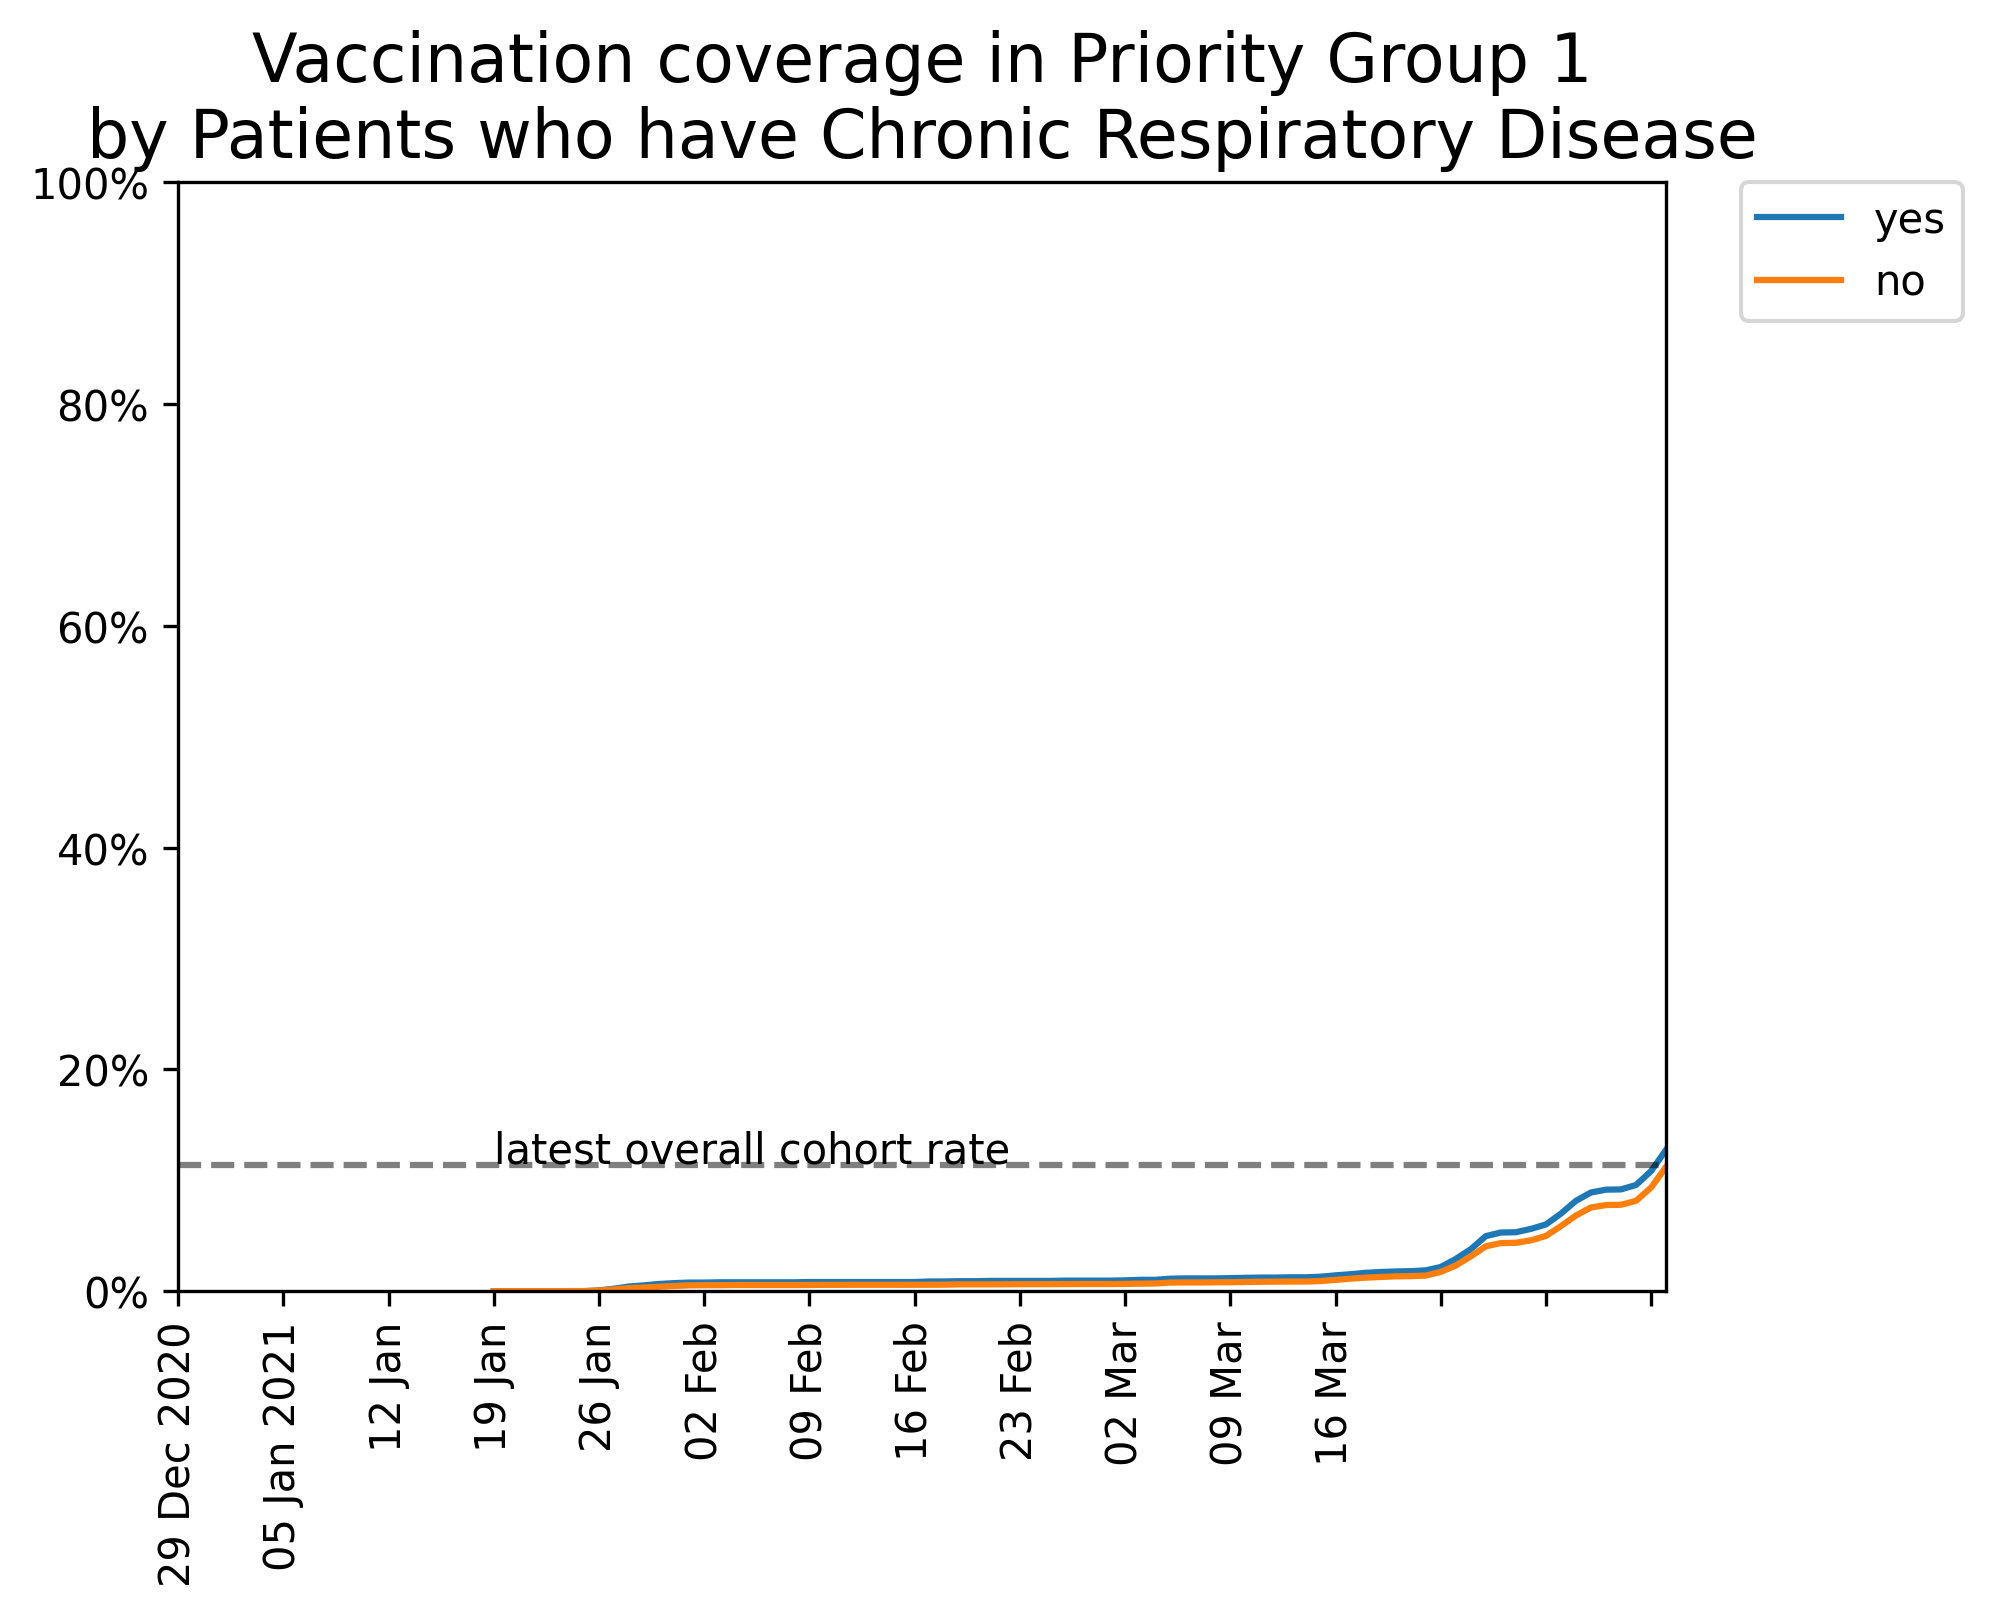 Vaccination coverage in Priority Group 1
by Patients who have Chronic Respiratory Disease
100%
80%
60%
40%
20%
0%
latest overall cohort rate
yes
no
29 Dec 2020
05 Jan 2021
12 Jan
19 Jan
26 Jan
02 Feb
09 Feb
16 Feb
23 Feb
02 Mar
09 Mar
16 Mar